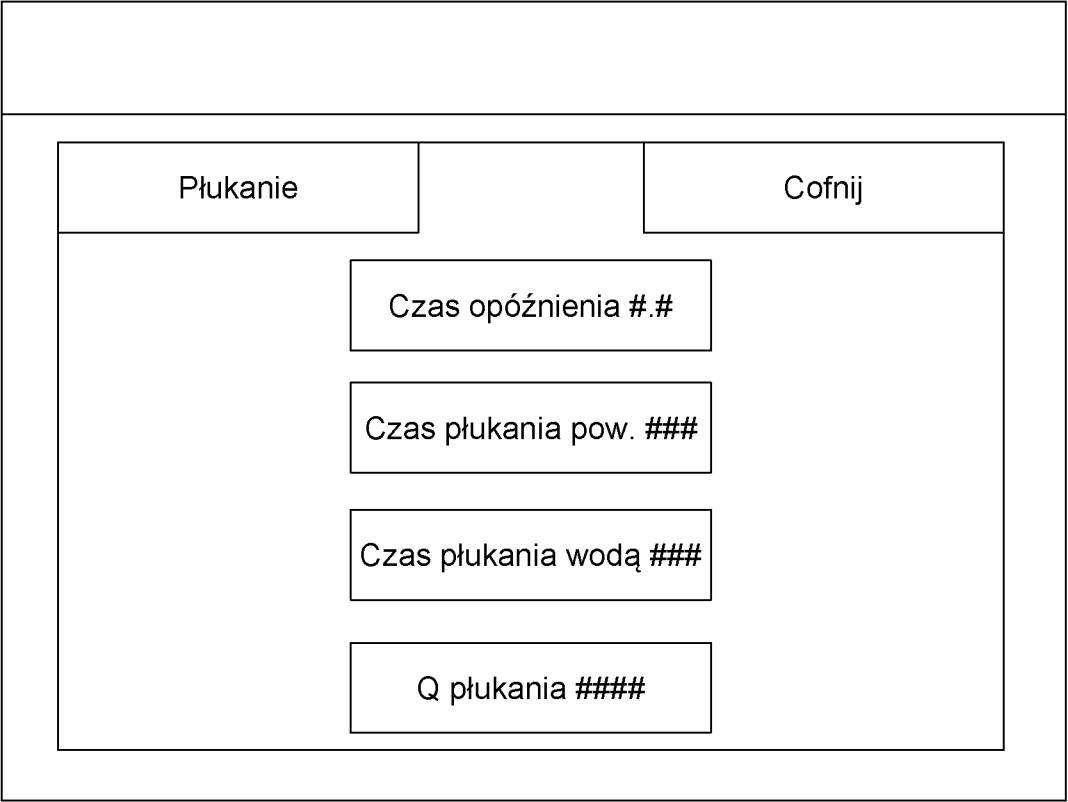 Płukanie
Cofnij
Czas opóźnienia #.#
Czas płukania pow. ###
Czas płukania wodą ###
Q płukania ####